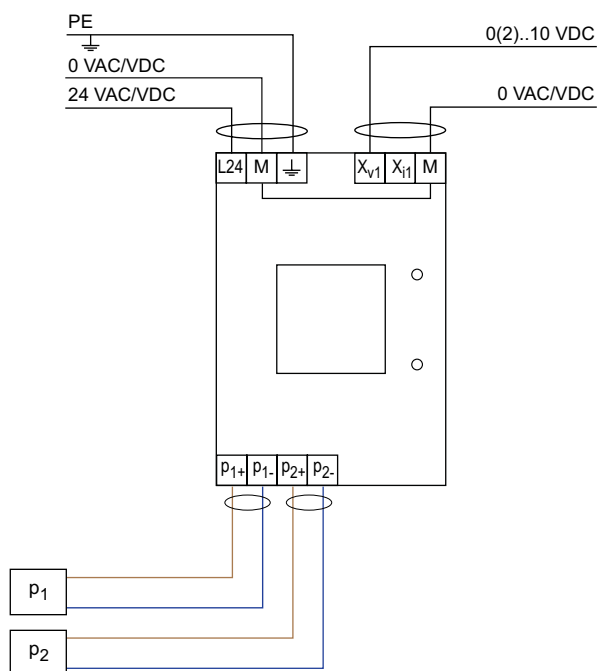 PE
0(2)..10 VDC
0 VAC/VDC
24 VAC/VDC
0 VAC/VDC
L24 M Xv1 Xi1 M
p1+ p1- p2+ p2-
p1
p2